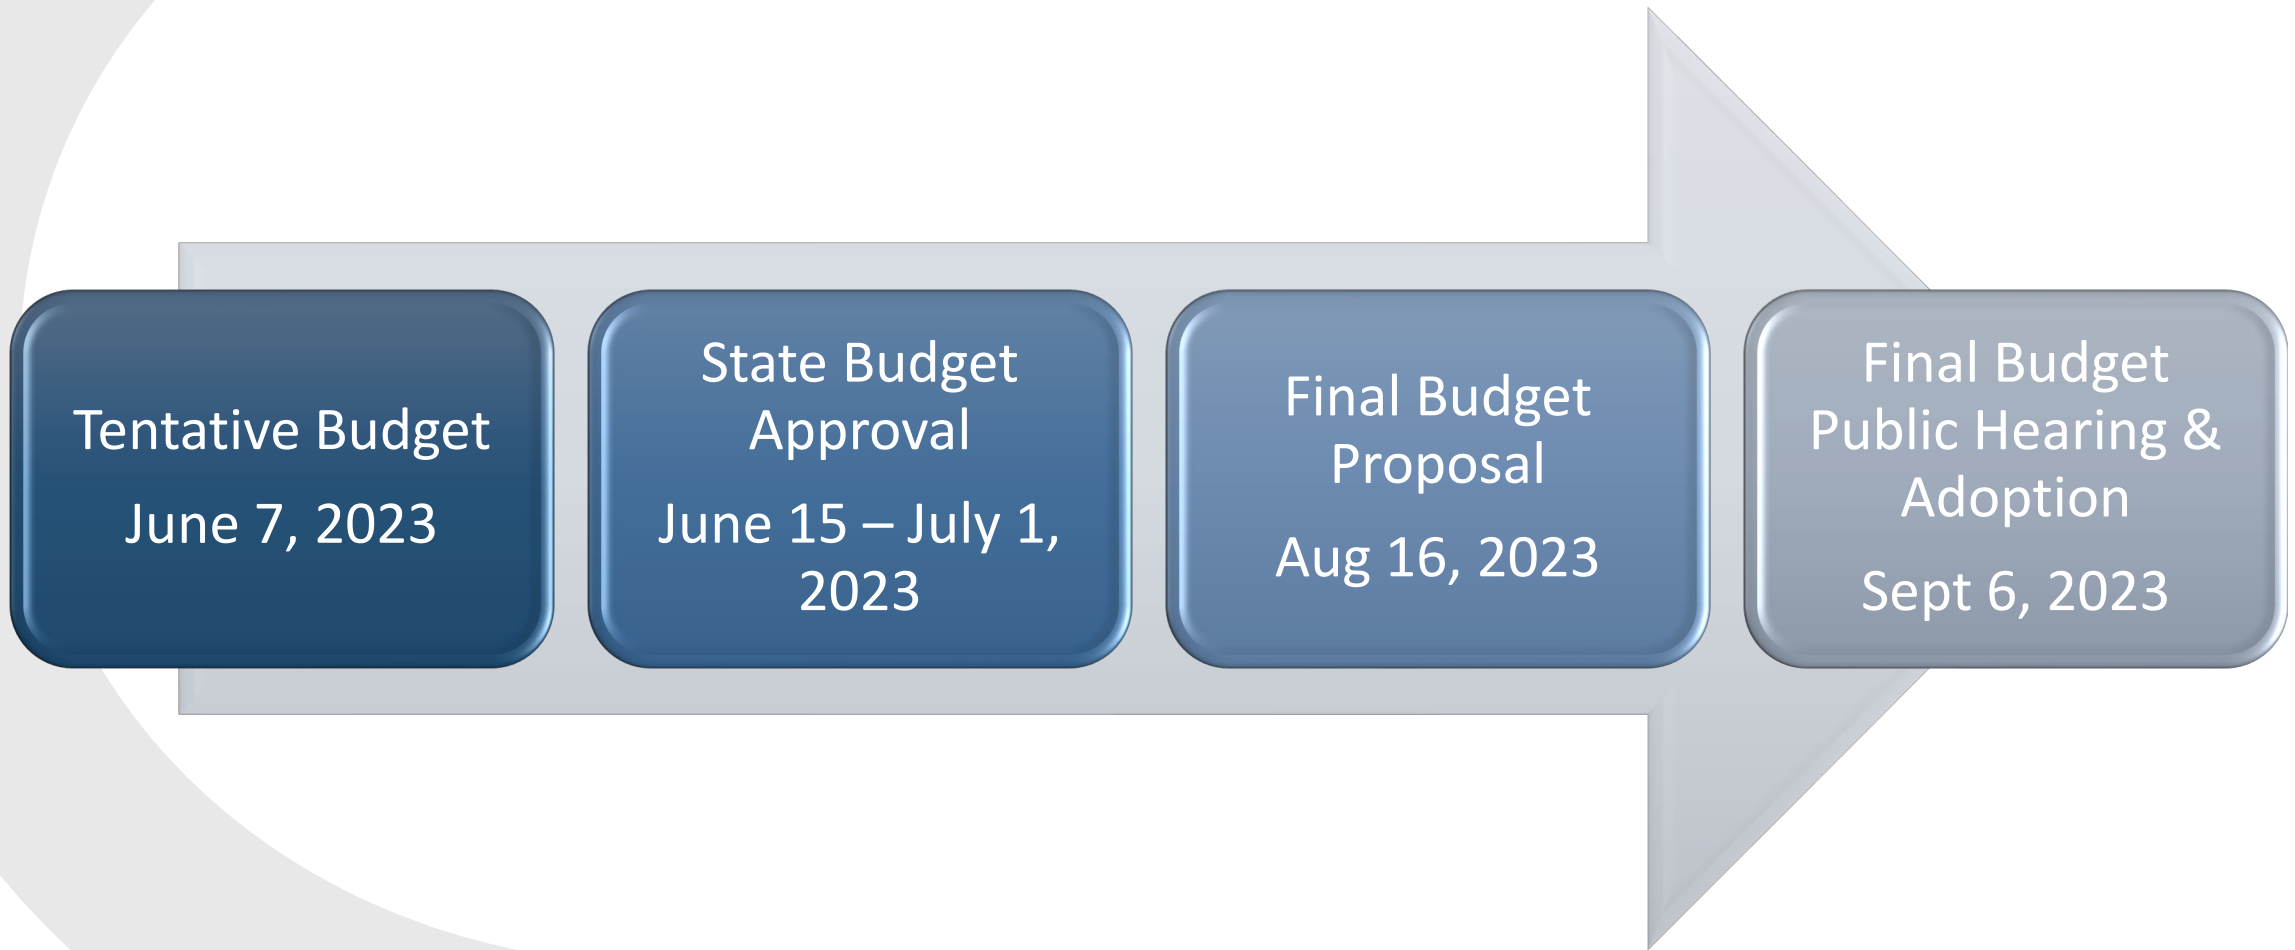 Tentative Budget
June 7, 2023
State Budget
Approval
June 15 – July 1,
2023
Final Budget
Proposal
Aug 16, 2023
Final Budget
Public Hearing &
Adoption
Sept 6, 2023